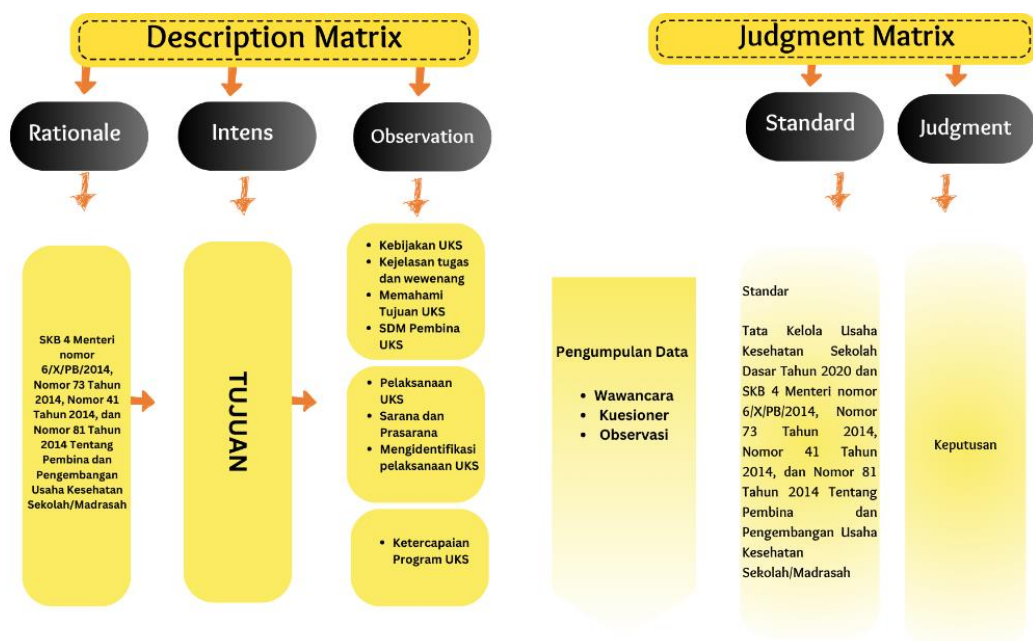 Description Matrix
Judgment Matrix
Rationale
Intens
Observation
Standard
Judgment
SKB 4 Menteri
nomor
6/X/PB/2014,
Nomor 73 Tahun
2014, Nomor 41
Tahun 2014, dan
Nomor 81 Tahun
2014 Tentang
Pembina dan
Pengembangan
Usaha Kesehatan
Sekolah/Madrasah
TUJUAN
• Kebijakan UKS
• Kejelasan tugas
dan wewenang
• Memahami
Tujuan UKS
• SDM Pembina
UKS
• Pelaksanaan
UKS
• Sarana dan
Prasarana
• Mengidentifikasi
pelaksanaan UKS
• Ketercapaian
Program UKS
Pengumpulan Data
• Wawancara
• Kuesioner
• Observasi
Standar
Tata Kelola Usaha
Kesehatan Sekolah
Dasar Tahun 2020 dan
SKB 4 Menteri nomor
6/X/PB/2014, Nomor
73 Tahun 2014,
Nomor 41 Tahun
2014, dan Nomor 81
Tahun 2014 Tentang
Pembina dan
Pengembangan Usaha
Kesehatan
Sekolah/Madrasah
Keputusan